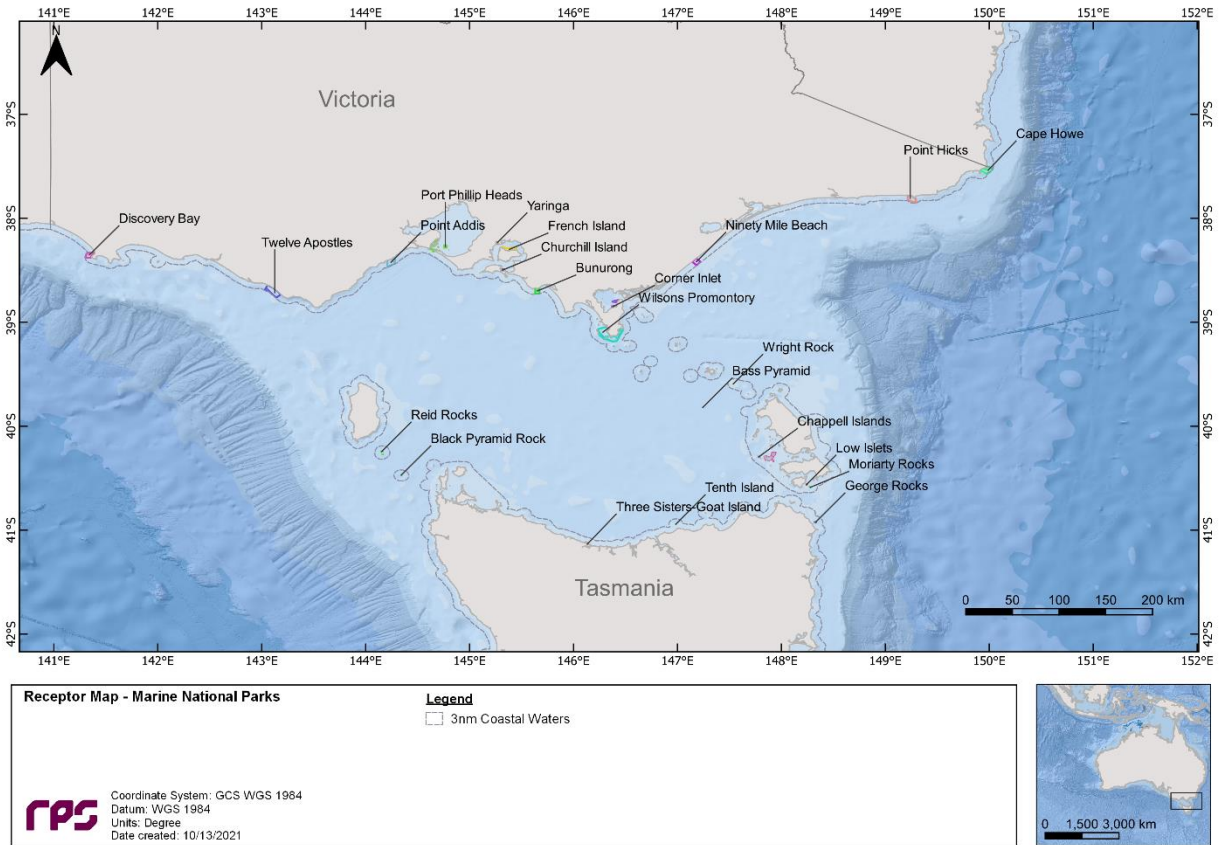 141°E 142°E 143°E 144°E 145°E 146°E 147°E 148°E 149°E 150°E 151°E 152°E
N
Victoria
37°S 37°S
Cape Howe
Point Hicks
Port Phillip Heads
Yaringa
38°S 38°S
Discovery Bay
Point Addis
French Island
Ninety Mile Beach
Twelve Apostles
Churchill Island
Bunurong
Corner Inlet
Wilsons Promontory
39°S 39°S
Wright Rock
Bass Pyramid
40°S 40°S
Reid Rocks
Chappell Islands
Black Pyramid Rock
Low Islets
Moriarty Rocks
Tenth Island
George Rocks
Three Sisters-Goat Island
41°S 41°S
Tasmania
0 50 100 150 200 km
42°S 42°S
141°E 142°E 143°E 144°E 145°E 146°E 147°E 148°E 149°E 150°E 151°E 152°E
Receptor Map - Marine National Parks
Legend
3nm Coastal Waters
rps
Coordinate System: GCS WGS 1984
Datum: WGS 1984
Units: Degree
Date created: 10/13/2021
0 1,500 3,000 km